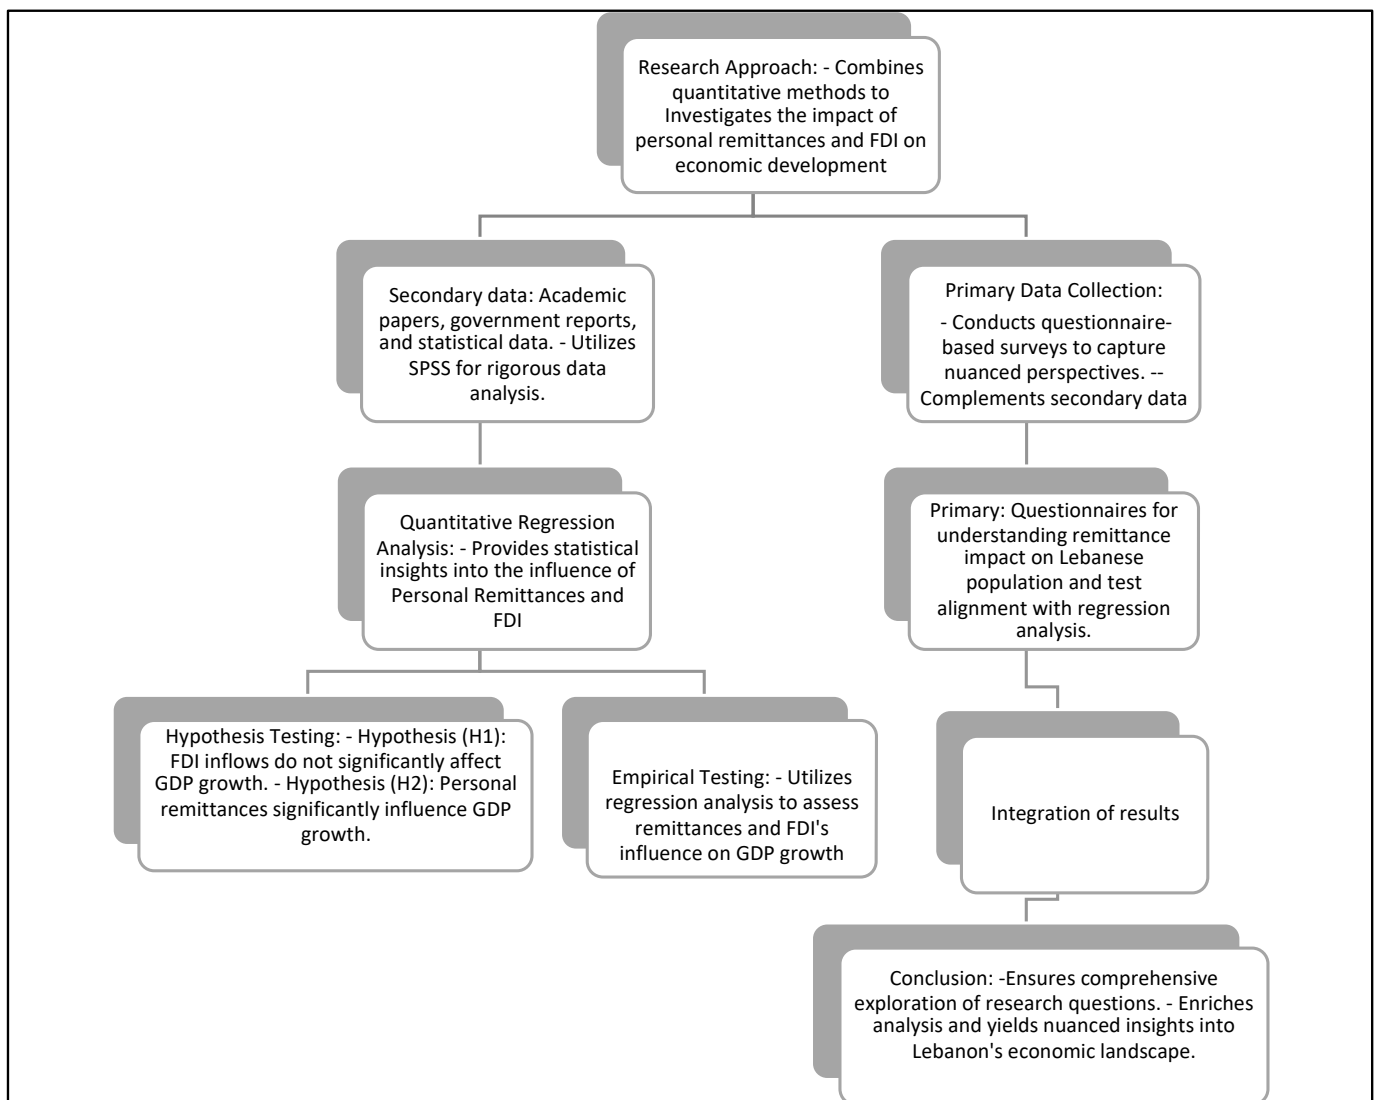 Research Approach: - Combines
quantitative methods to
Investigates the impact of
personal remittances and FDI on
economic development
Secondary data: Academic
papers, government reports,
and statistical data. - Utilizes
SPSS for rigorous data
analysis.
Primary Data Collection:
- Conducts questionnaire-
based surveys to capture
nuanced perspectives. --
Complements secondary data
Quantitative Regression
Analysis: - Provides statistical
insights into the influence of
Personal Remittances and
FDI
Primary: Questionnaires for
understanding remittance
impact on Lebanese
population and test
alignment with regression
analysis.
Hypothesis Testing: - Hypothesis (H1):
FDI inflows do not significantly affect
GDP growth. - Hypothesis (H2): Personal
remittances significantly influence GDP
growth.
Empirical Testing: - Utilizes
regression analysis to assess
remittances and FDI's
influence on GDP growth
Integration of results
Conclusion: -Ensures comprehensive
exploration of research questions. - Enriches
analysis and yields nuanced insights into
Lebanon's economic landscape.